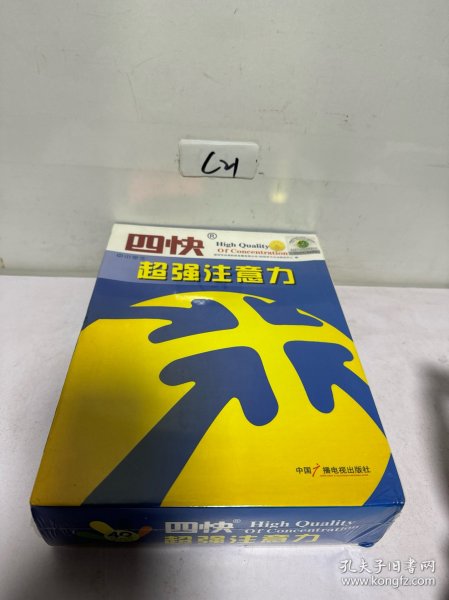 C21
四快®
High Quality
Of Concentration
超强注意力
中国广播电视出版社
AQ
四快®
High Quality
Of Concentration
超强注意力
孔夫子旧书网
www.kongfz.com